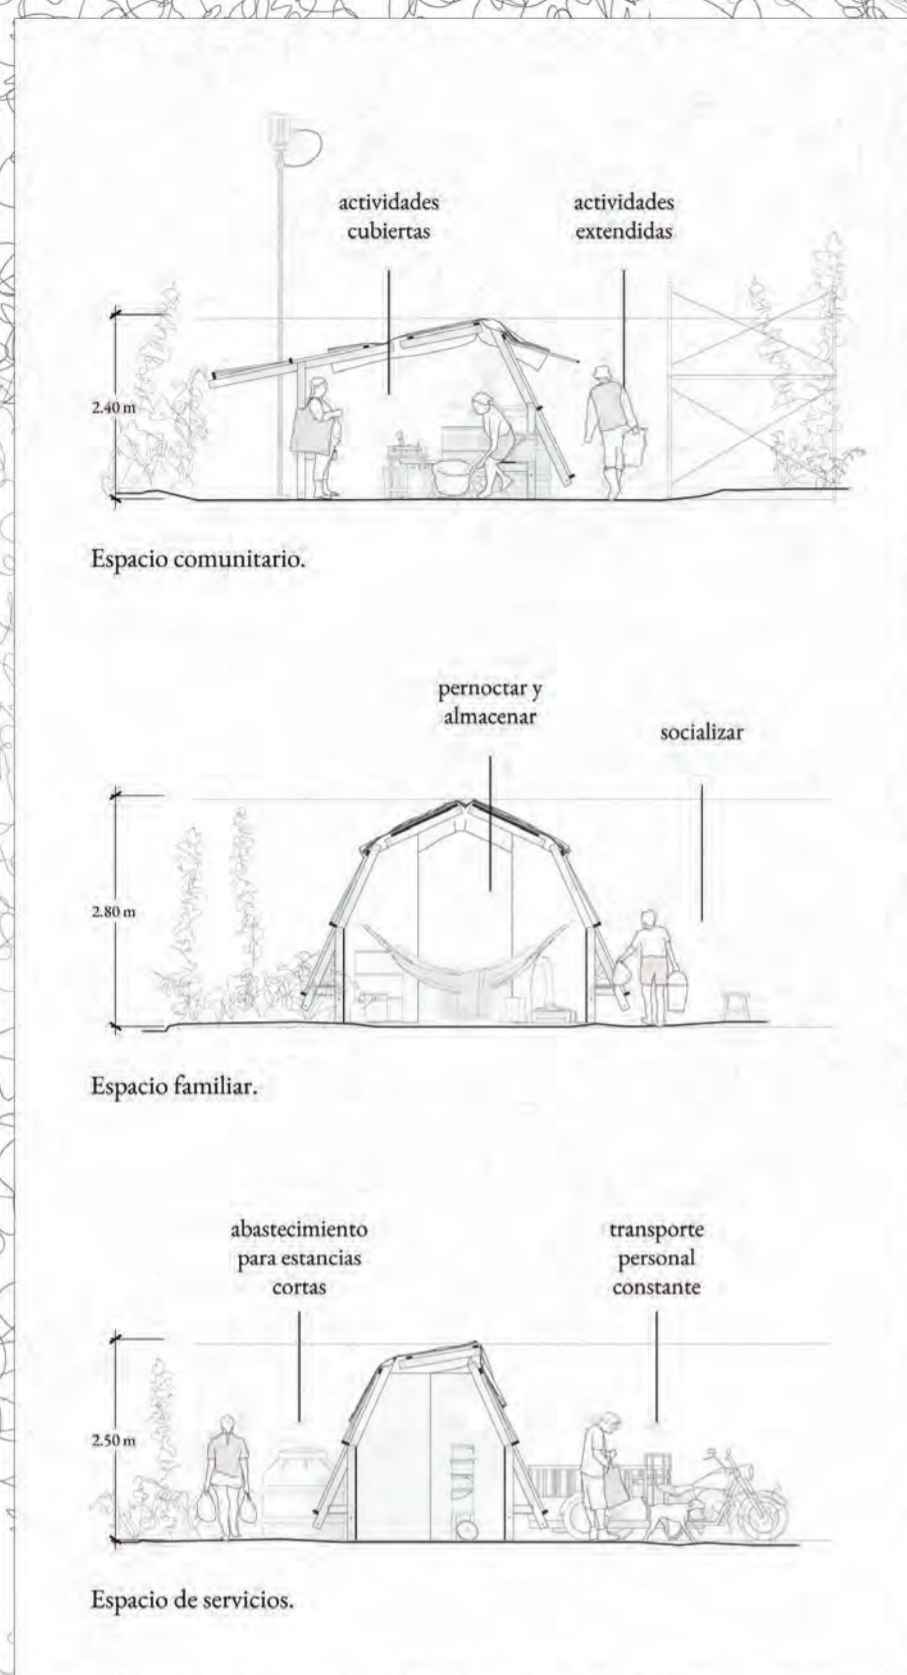 actividades
cubiertas
actividades
extendidas
2.40 m
Espacio comunitario.
pernoctar y
almacenar
socializar
2.80 m
Espacio familiar.
abastecimiento
para estancias
cortas
transporte
personal
constante
2.50 m
Espacio de servicios.